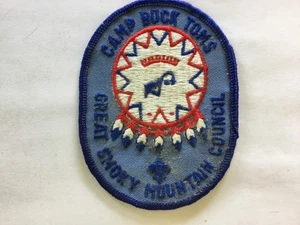 CAMP BUCK TOMS
GREAT SMOKY MOUNTAIN COUNCIL